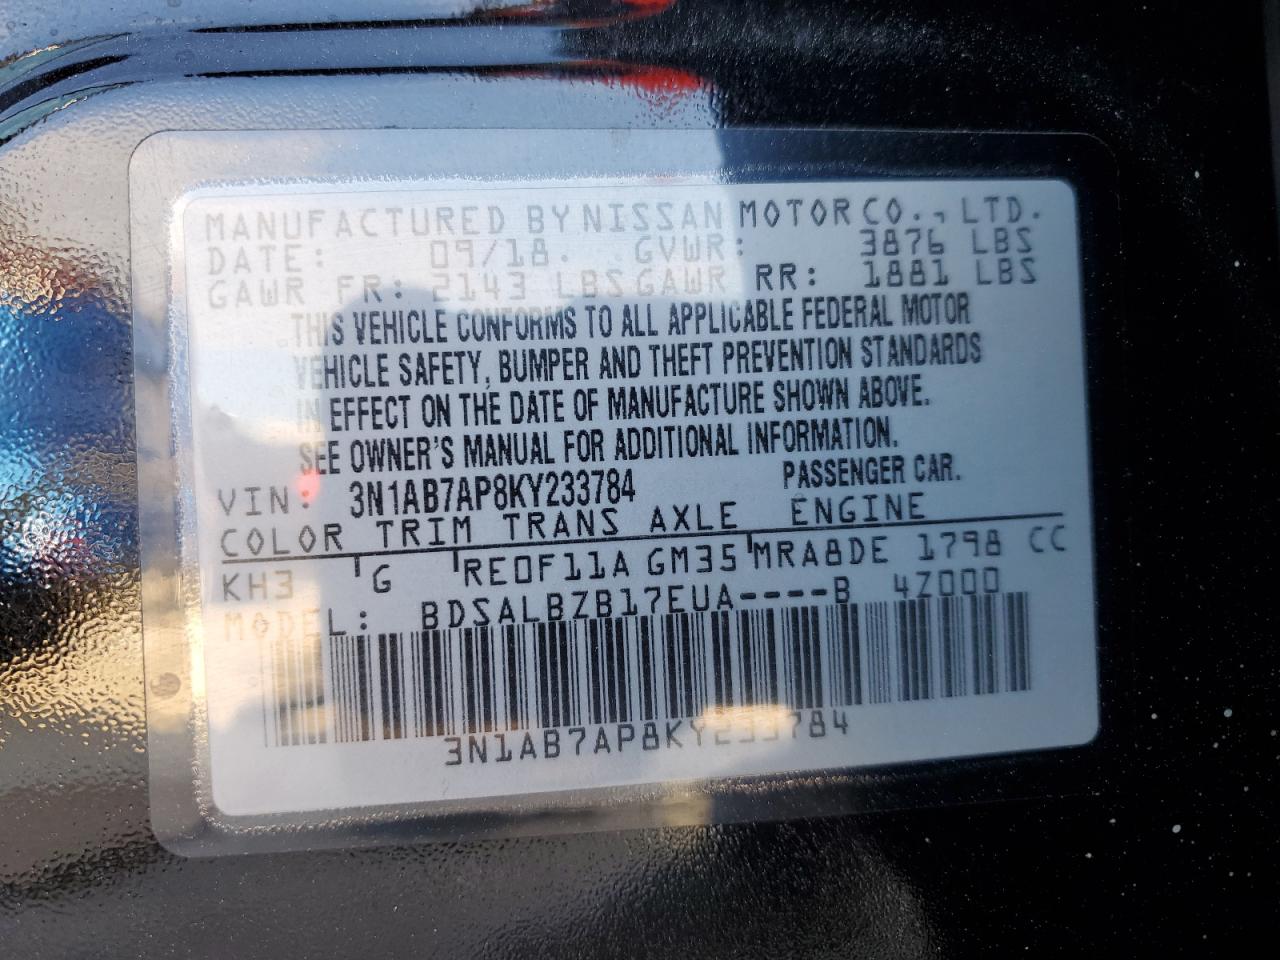 MANUFACTURED BY NISSAN MOTOR CO., LTD.
DATE: 09/18. GVWR: 3876 LBS
GAWR FR: 2143 LBS GAWR RR: 1881 LBS
THIS VEHICLE CONFORMS TO ALL APPLICABLE FEDERAL MOTOR
VEHICLE SAFETY, BUMPER AND THEFT PREVENTION STANDARDS
IN EFFECT ON THE DATE OF MANUFACTURE SHOWN ABOVE.
SEE OWNER'S MANUAL FOR ADDITIONAL INFORMATION.
VIN: 3N1AB7AP8KY233784 PASSENGER CAR.
COLOR TRIM TRANS AXLE ENGINE
KH3 G RE0F11A GM35 MRA8DE 1798 CC
MODEL: BDSALBZB17EUA----B 4Z000
3N1AB7AP8KY233784